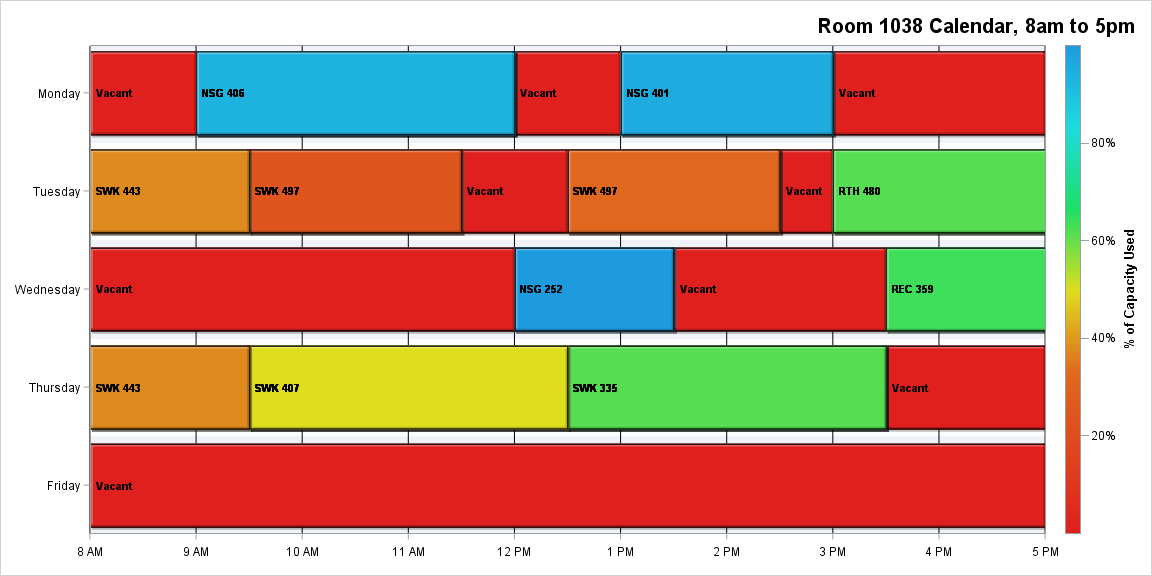 Room 1038 Calendar, 8am to 5pm
Monday
Vacant
NSG 406
Vacant
NSG 401
Vacant
Tuesday
SWK 443
SWK 497
Vacant
SWK 497
Vacant
RTH 480
Wednesday
Vacant
NSG 252
Vacant
REC 359
Thursday
SWK 443
SWK 407
SWK 335
Vacant
Friday
Vacant
8 AM
9 AM
10 AM
11 AM
12 PM
1 PM
2 PM
3 PM
4 PM
5 PM
80%
60%
40%
20%
% of Capacity Used